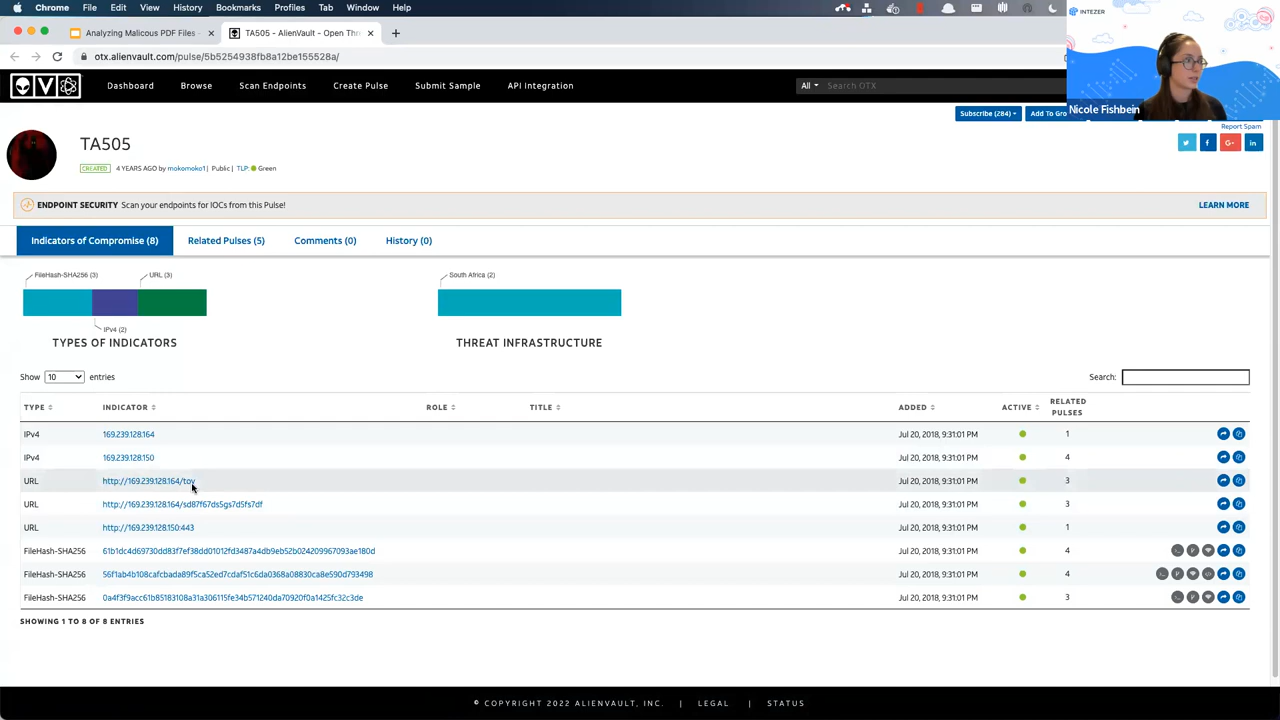 Chrome File Edit View History Bookmarks Profiles Tab Window Help
Analyzing Malicous PDF Files -
TA505 - AlienVault - Open Thr
otx.alienvault.com/pulse/5b5254938fb8a12be155528a/
INTEZER
Nicole Fishbein
Dashboard Browse Scan Endpoints Create Pulse Submit Sample API Integration
All Search OTX
Subscribe (284) Add To Gro
Report Spam
TA505
CREATED 4 YEARS AGO by mokomoko1 | Public | TLP: Green
ENDPOINT SECURITY Scan your endpoints for IOCs from this Pulse! LEARN MORE
Indicators of Compromise (8) Related Pulses (5) Comments (0) History (0)
FileHash-SHA256 (3) URL (3) South Africa (2)
IPv4 (2)
TYPES OF INDICATORS THREAT INFRASTRUCTURE
Show 10 entries Search:
TYPE INDICATOR ROLE TITLE ADDED ACTIVE RELATED PULSES
IPv4 169.239.128.164 Jul 20, 2018, 9:31:01 PM 1
IPv4 169.239.128.150 Jul 20, 2018, 9:31:01 PM 4
URL http://169.239.128.164/tov Jul 20, 2018, 9:31:01 PM 3
URL http://169.239.128.164/sd87f67ds5gs7d5fs7df Jul 20, 2018, 9:31:01 PM 3
URL http://169.239.128.150:443 Jul 20, 2018, 9:31:01 PM 1
FileHash-SHA256 61b1dc4d69730dd83f7ef38dd01012fd3487a4db9eb52b024209967093ae180d Jul 20, 2018, 9:31:01 PM 4
FileHash-SHA256 56f1ab4b108cafcbada89f5ca52ed7cdaf51c6da0368a08830ca8e590d793498 Jul 20, 2018, 9:31:01 PM 4
FileHash-SHA256 0a4f3f9acc61b85183108a31a306115fe34b571240da70920f0a1425fc32c3de Jul 20, 2018, 9:31:01 PM 3
SHOWING 1 TO 8 OF 8 ENTRIES
© COPYRIGHT 2022 ALIENVAULT, INC. | LEGAL | STATUS